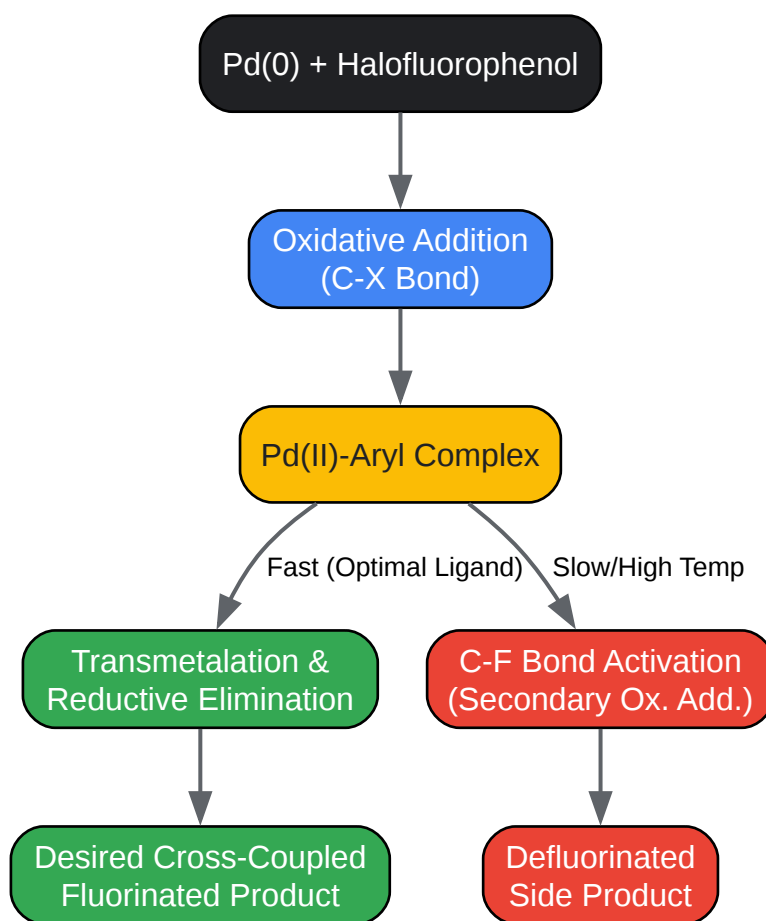 Pd(0) + Halofluorophenol
Oxidative Addition
(C-X Bond)
Pd(II)-Aryl Complex
Fast (Optimal Ligand)
Slow/High Temp
Transmetalation &
Reductive Elimination
C-F Bond Activation
(Secondary Ox. Add.)
Desired Cross-Coupled
Fluorinated Product
Defluorinated
Side Product